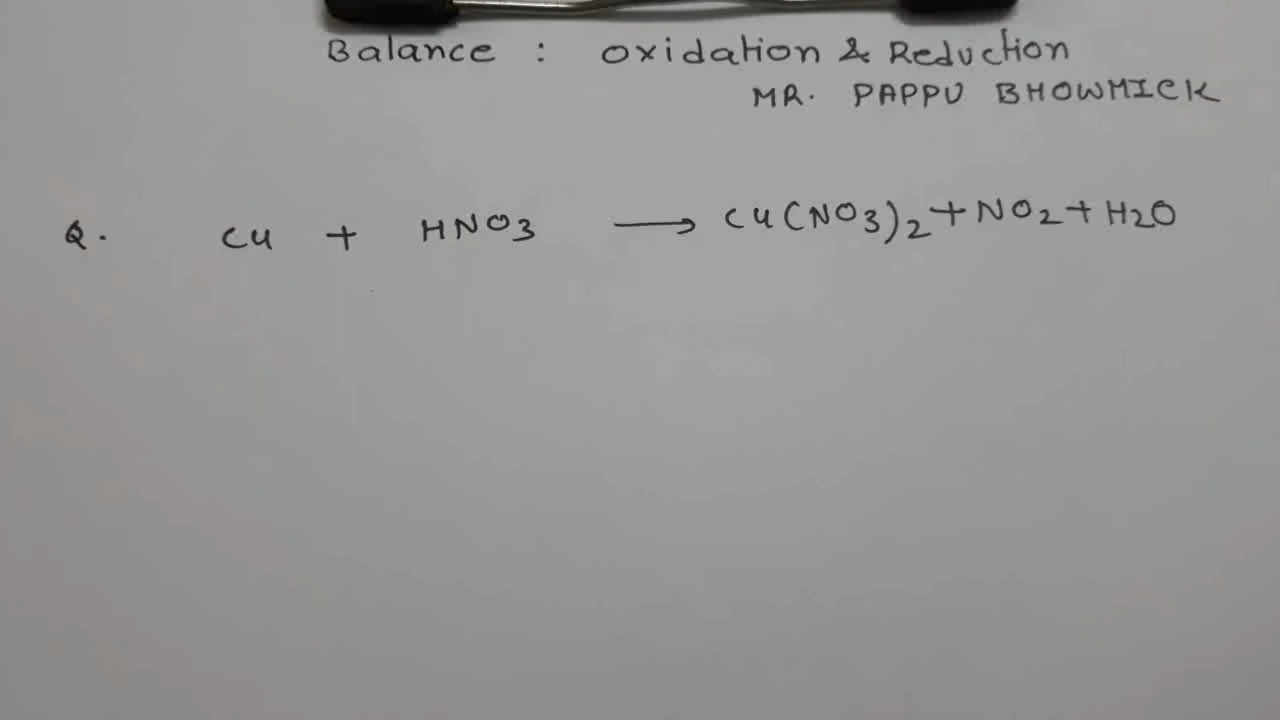 Balance : Oxidation & Reduction
MR. PAPPU BHOWMICK
Q. Cu + HNO3 → Cu(NO3)2 + NO2 + H2O